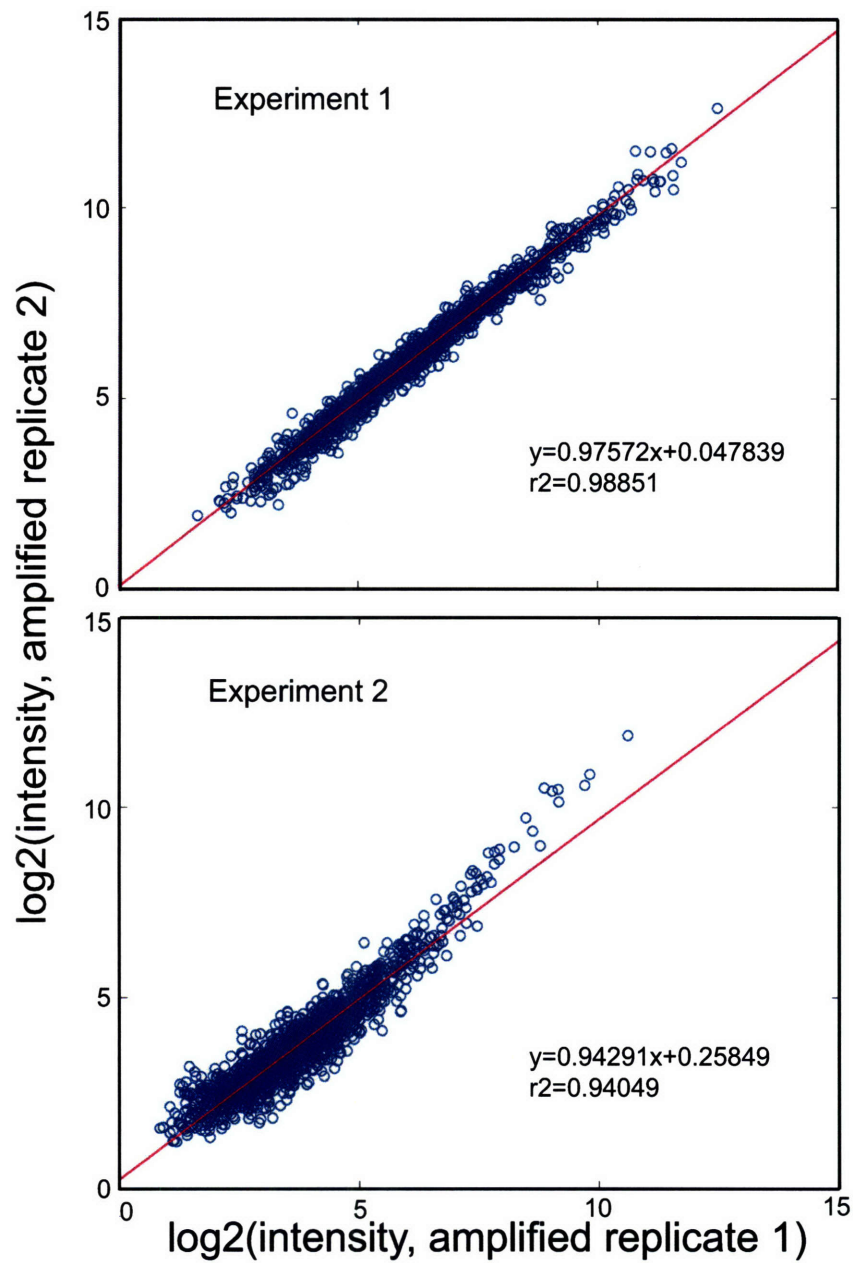 log2(intensity, amplified replicate 2)
15
10
5
0
Experiment 1
y=0.97572x+0.047839
r2=0.98851
15
10
5
0
Experiment 2
y=0.94291x+0.25849
r2=0.94049
0 5 10 15
log2(intensity, amplified replicate 1)